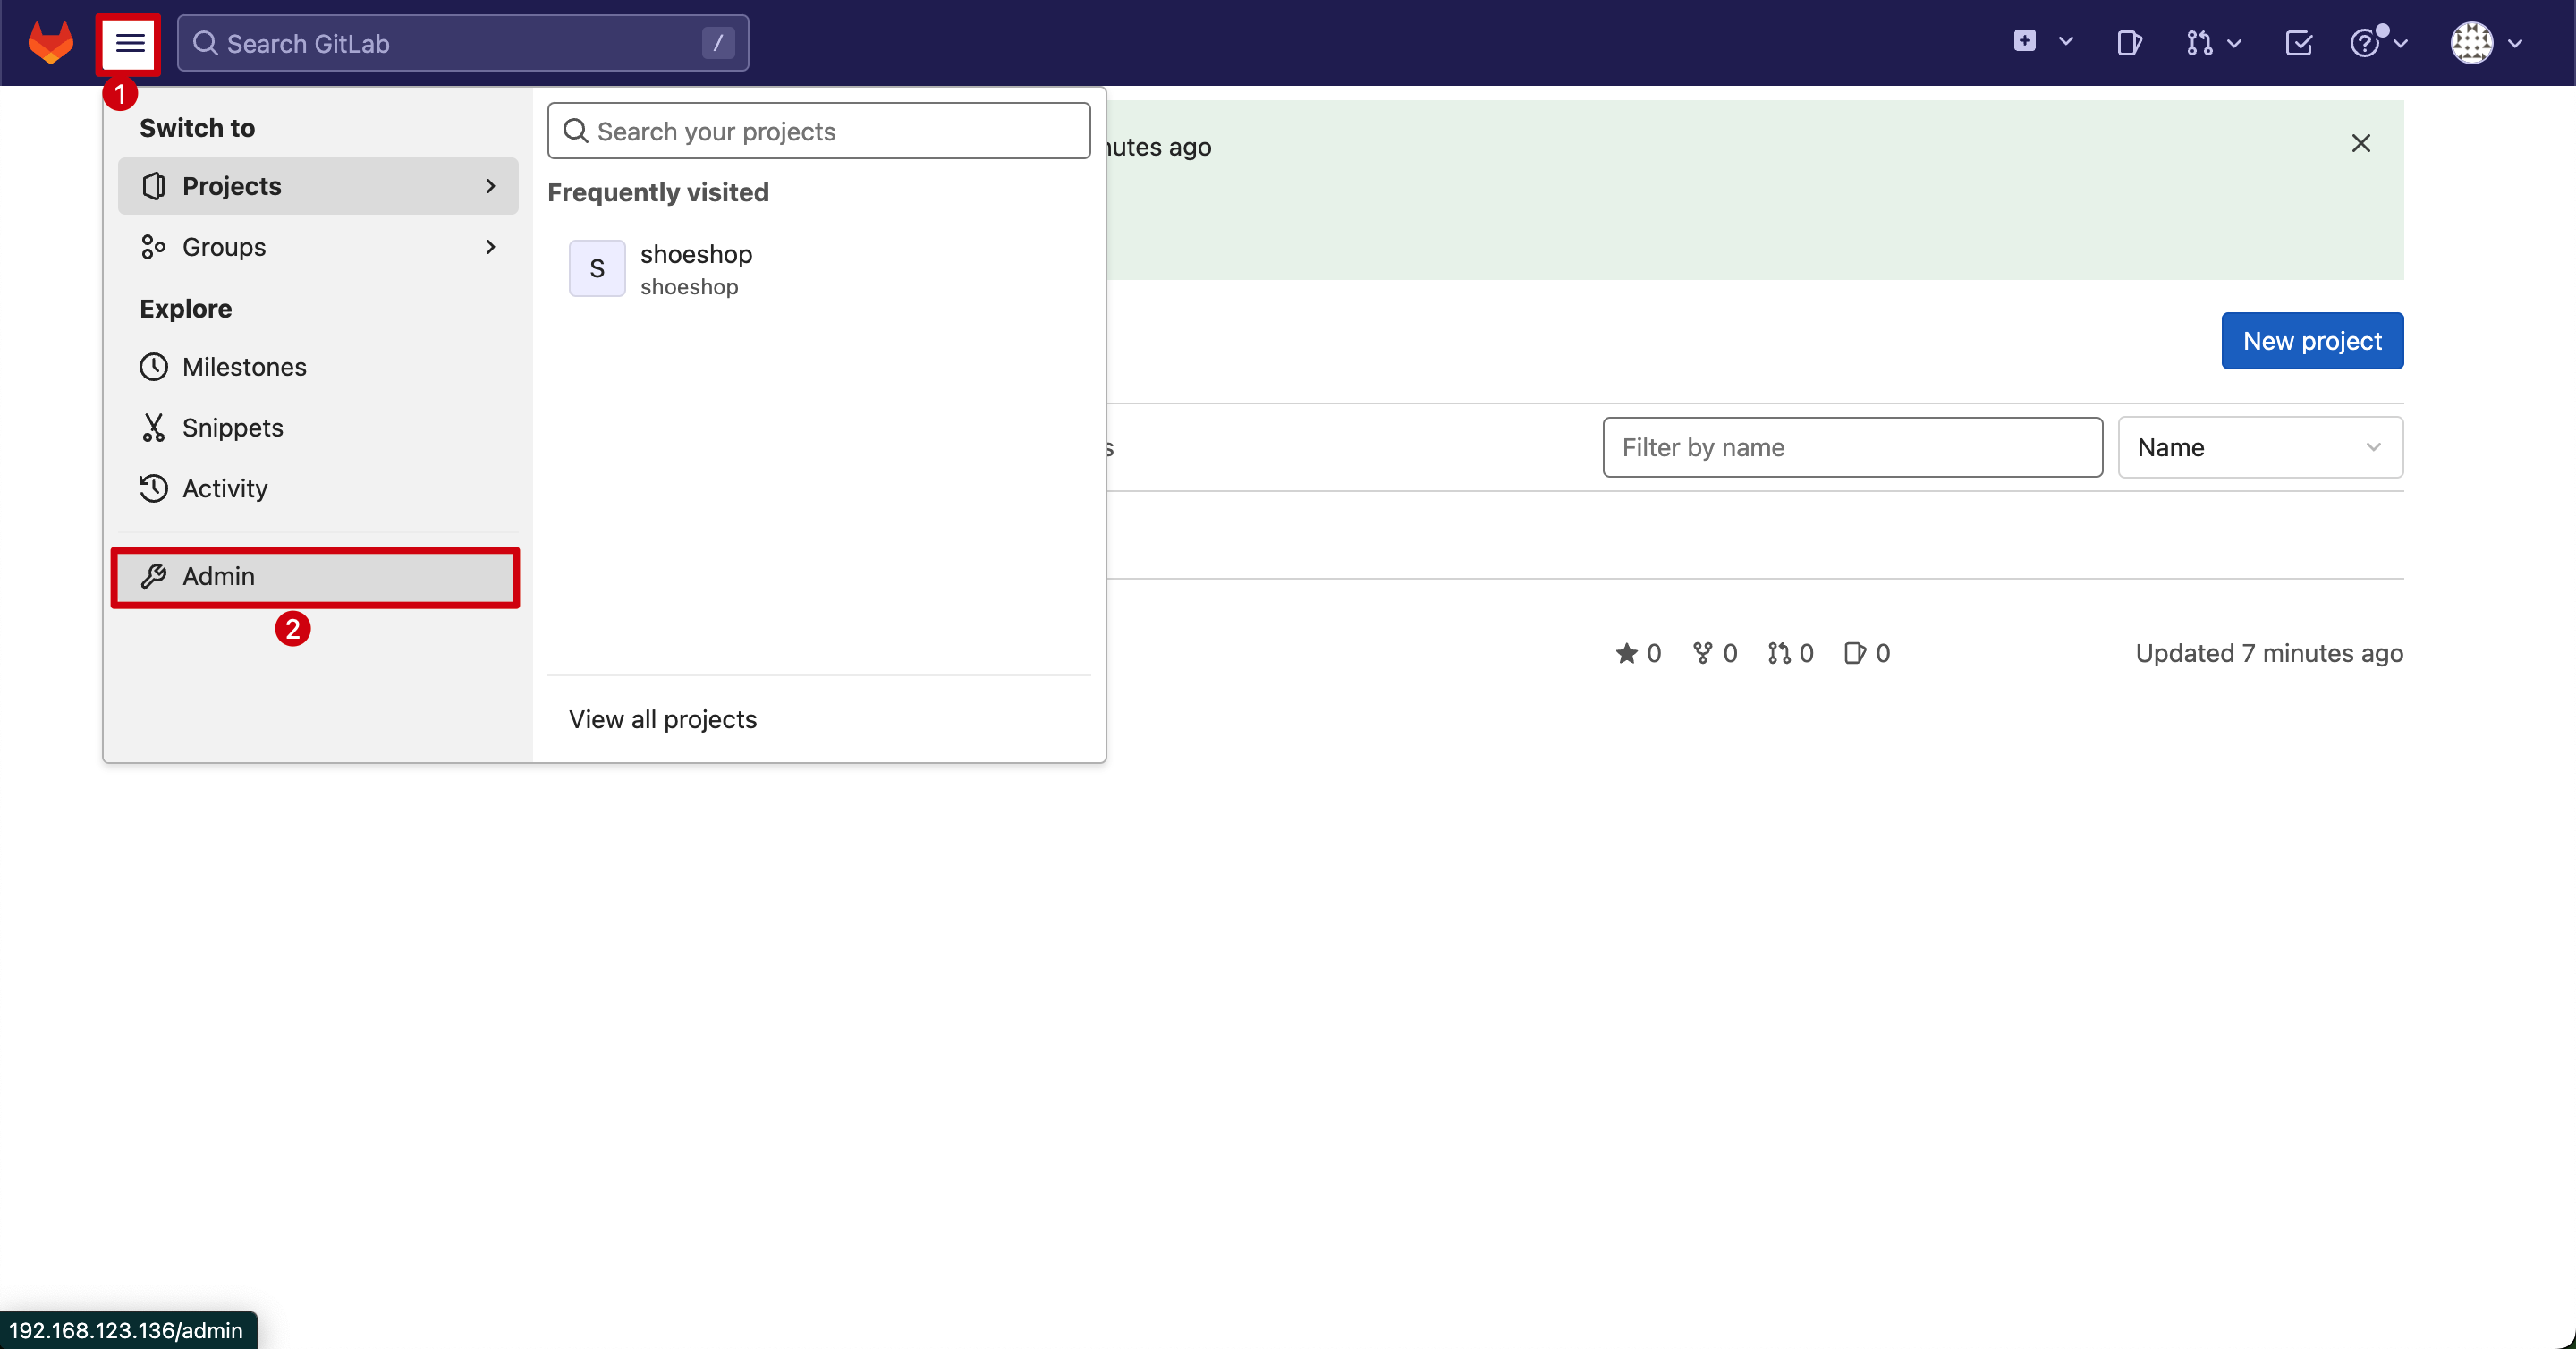 Search GitLab /
1
Switch to
Projects
Groups
Explore
Milestones
Snippets
Activity
Admin
2
Search your projects
Frequently visited
S
shoeshop
shoeshop
View all projects
nutes ago
New project
s
Filter by name
Name
0 0 0 0
Updated 7 minutes ago
192.168.123.136/admin